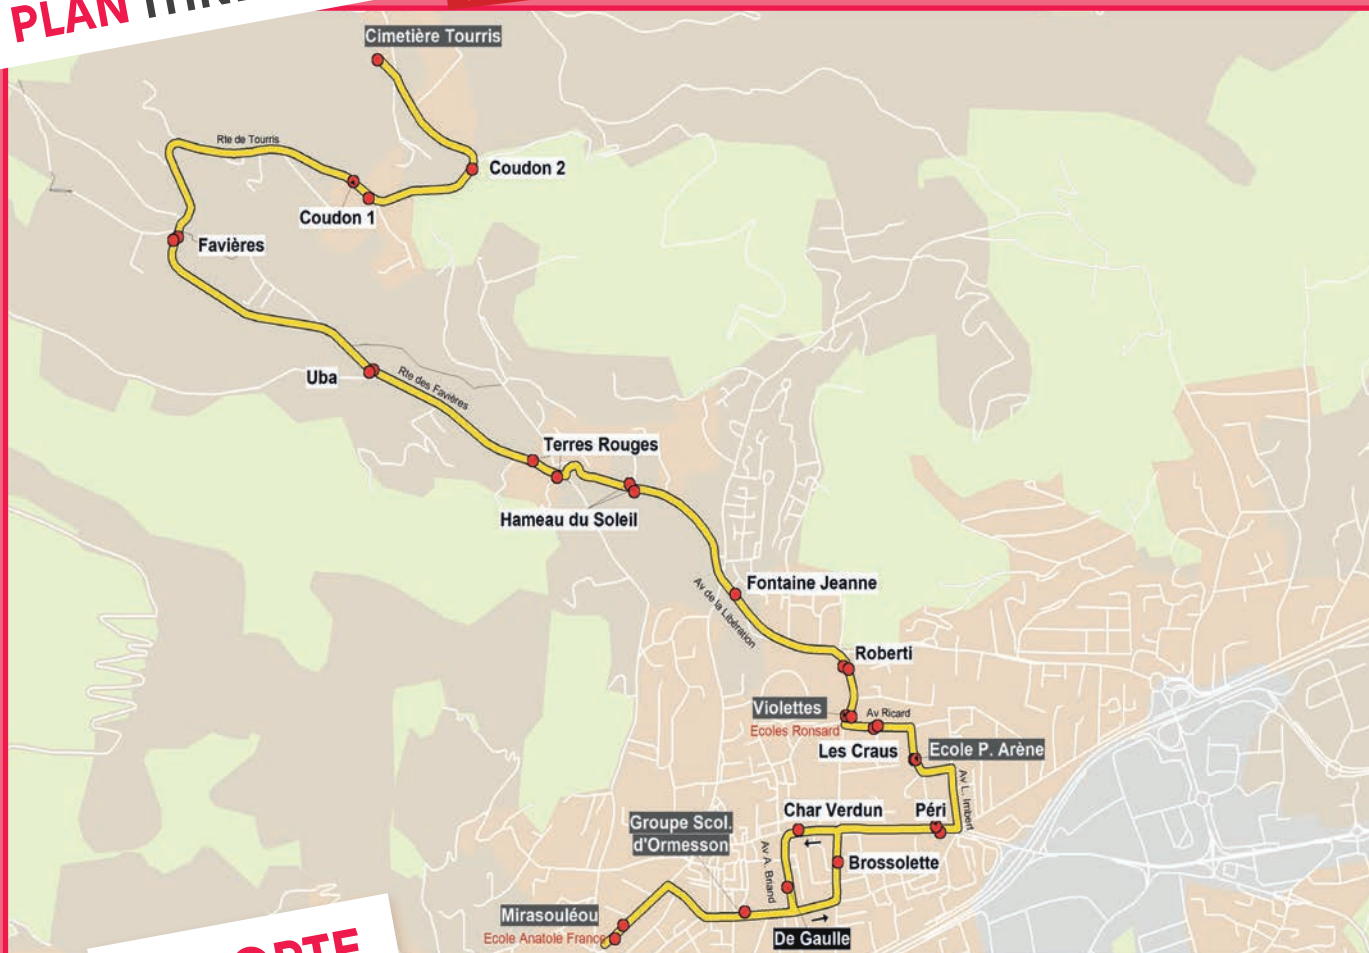 PLAN
Cimetière Tourris
Rte de Tourris
Coudon 2
Coudon 1
Favières
Uba
Rte des Favières
Terres Rouges
Hameau du Soleil
Fontaine Jeanne
Av de la Libération
Roberti
Violettes
Ecoles Ronsard
Av Ricard
Les Craus
Ecole P. Arène
Av L. Imbert
Char Verdun
Péri
Groupe Scol.
d'Ormesson
Av A. Briand
Brossolette
Mirasouléou
Ecole Anatole France
De Gaulle